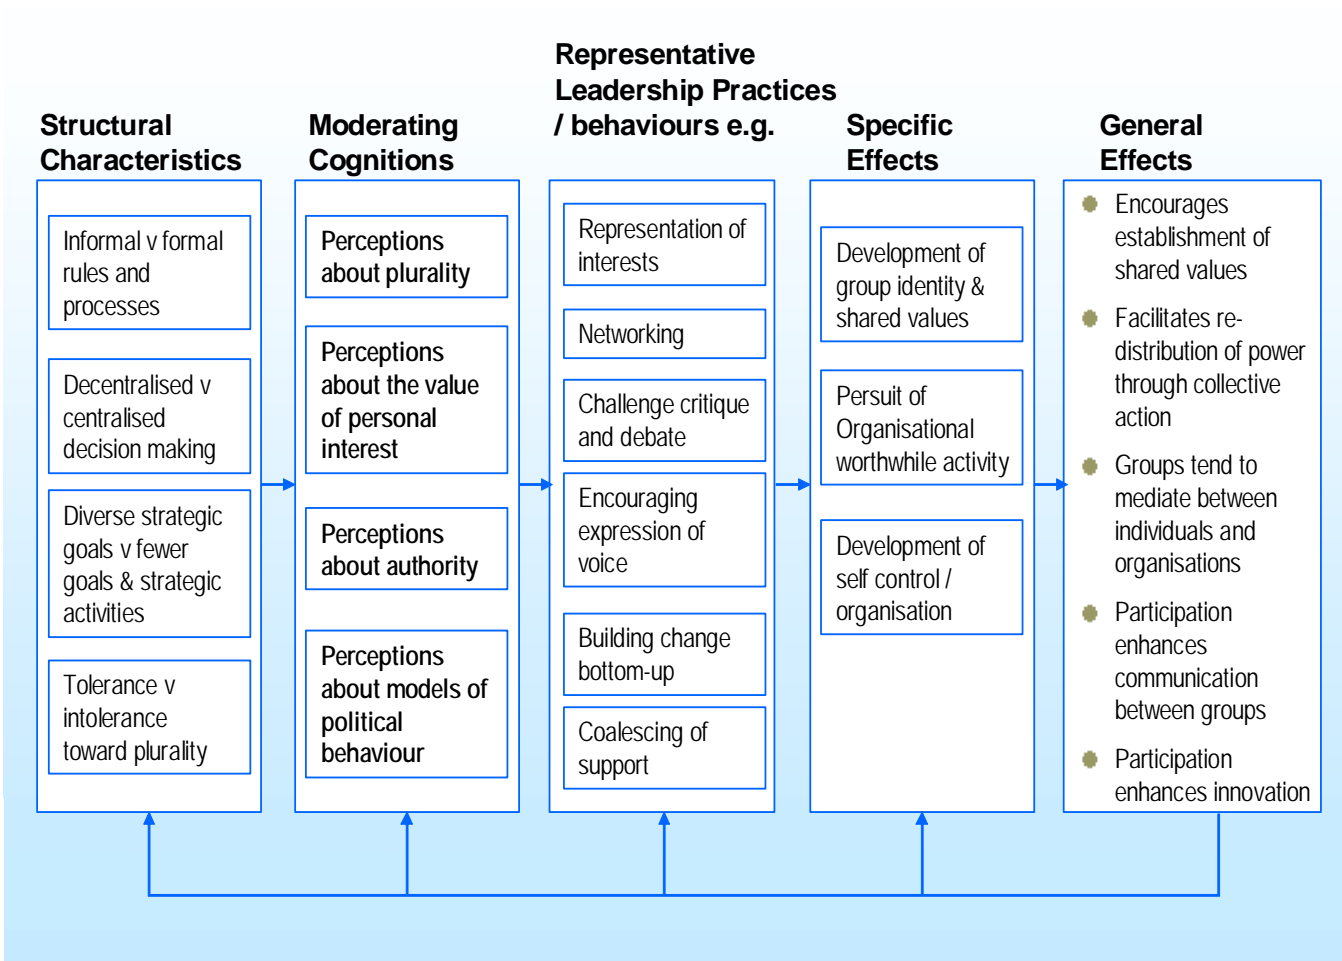 Structural
Characteristics
Informal v formal
rules and
processes
Decentralised v
centralised
decision making
Diverse strategic
goals v fewer
goals & strategic
activities
Tolerance v
intolerance
toward plurality
Moderating
Cognitions
Perceptions
about plurality
Perceptions
about the value
of personal
interest
Perceptions
about authority
Perceptions
about models of
political
behaviour
Representative
Leadership Practices
/ behaviours e.g.
Representation of
interests
Networking
Challenge critique
and debate
Encouraging
expression of
voice
Building change
bottom-up
Coalescing of
support
Specific
Effects
Development of
group identity &
shared values
Persuit of
Organisational
worthwhile activity
Development of
self control /
organisation
General
Effects
Encourages
establishment of
shared values
Facilitates re-
distribution of power
through collective
action
Groups tend to
mediate between
individuals and
organisations
Participation
enhances
communication
between groups
Participation
enhances innovation